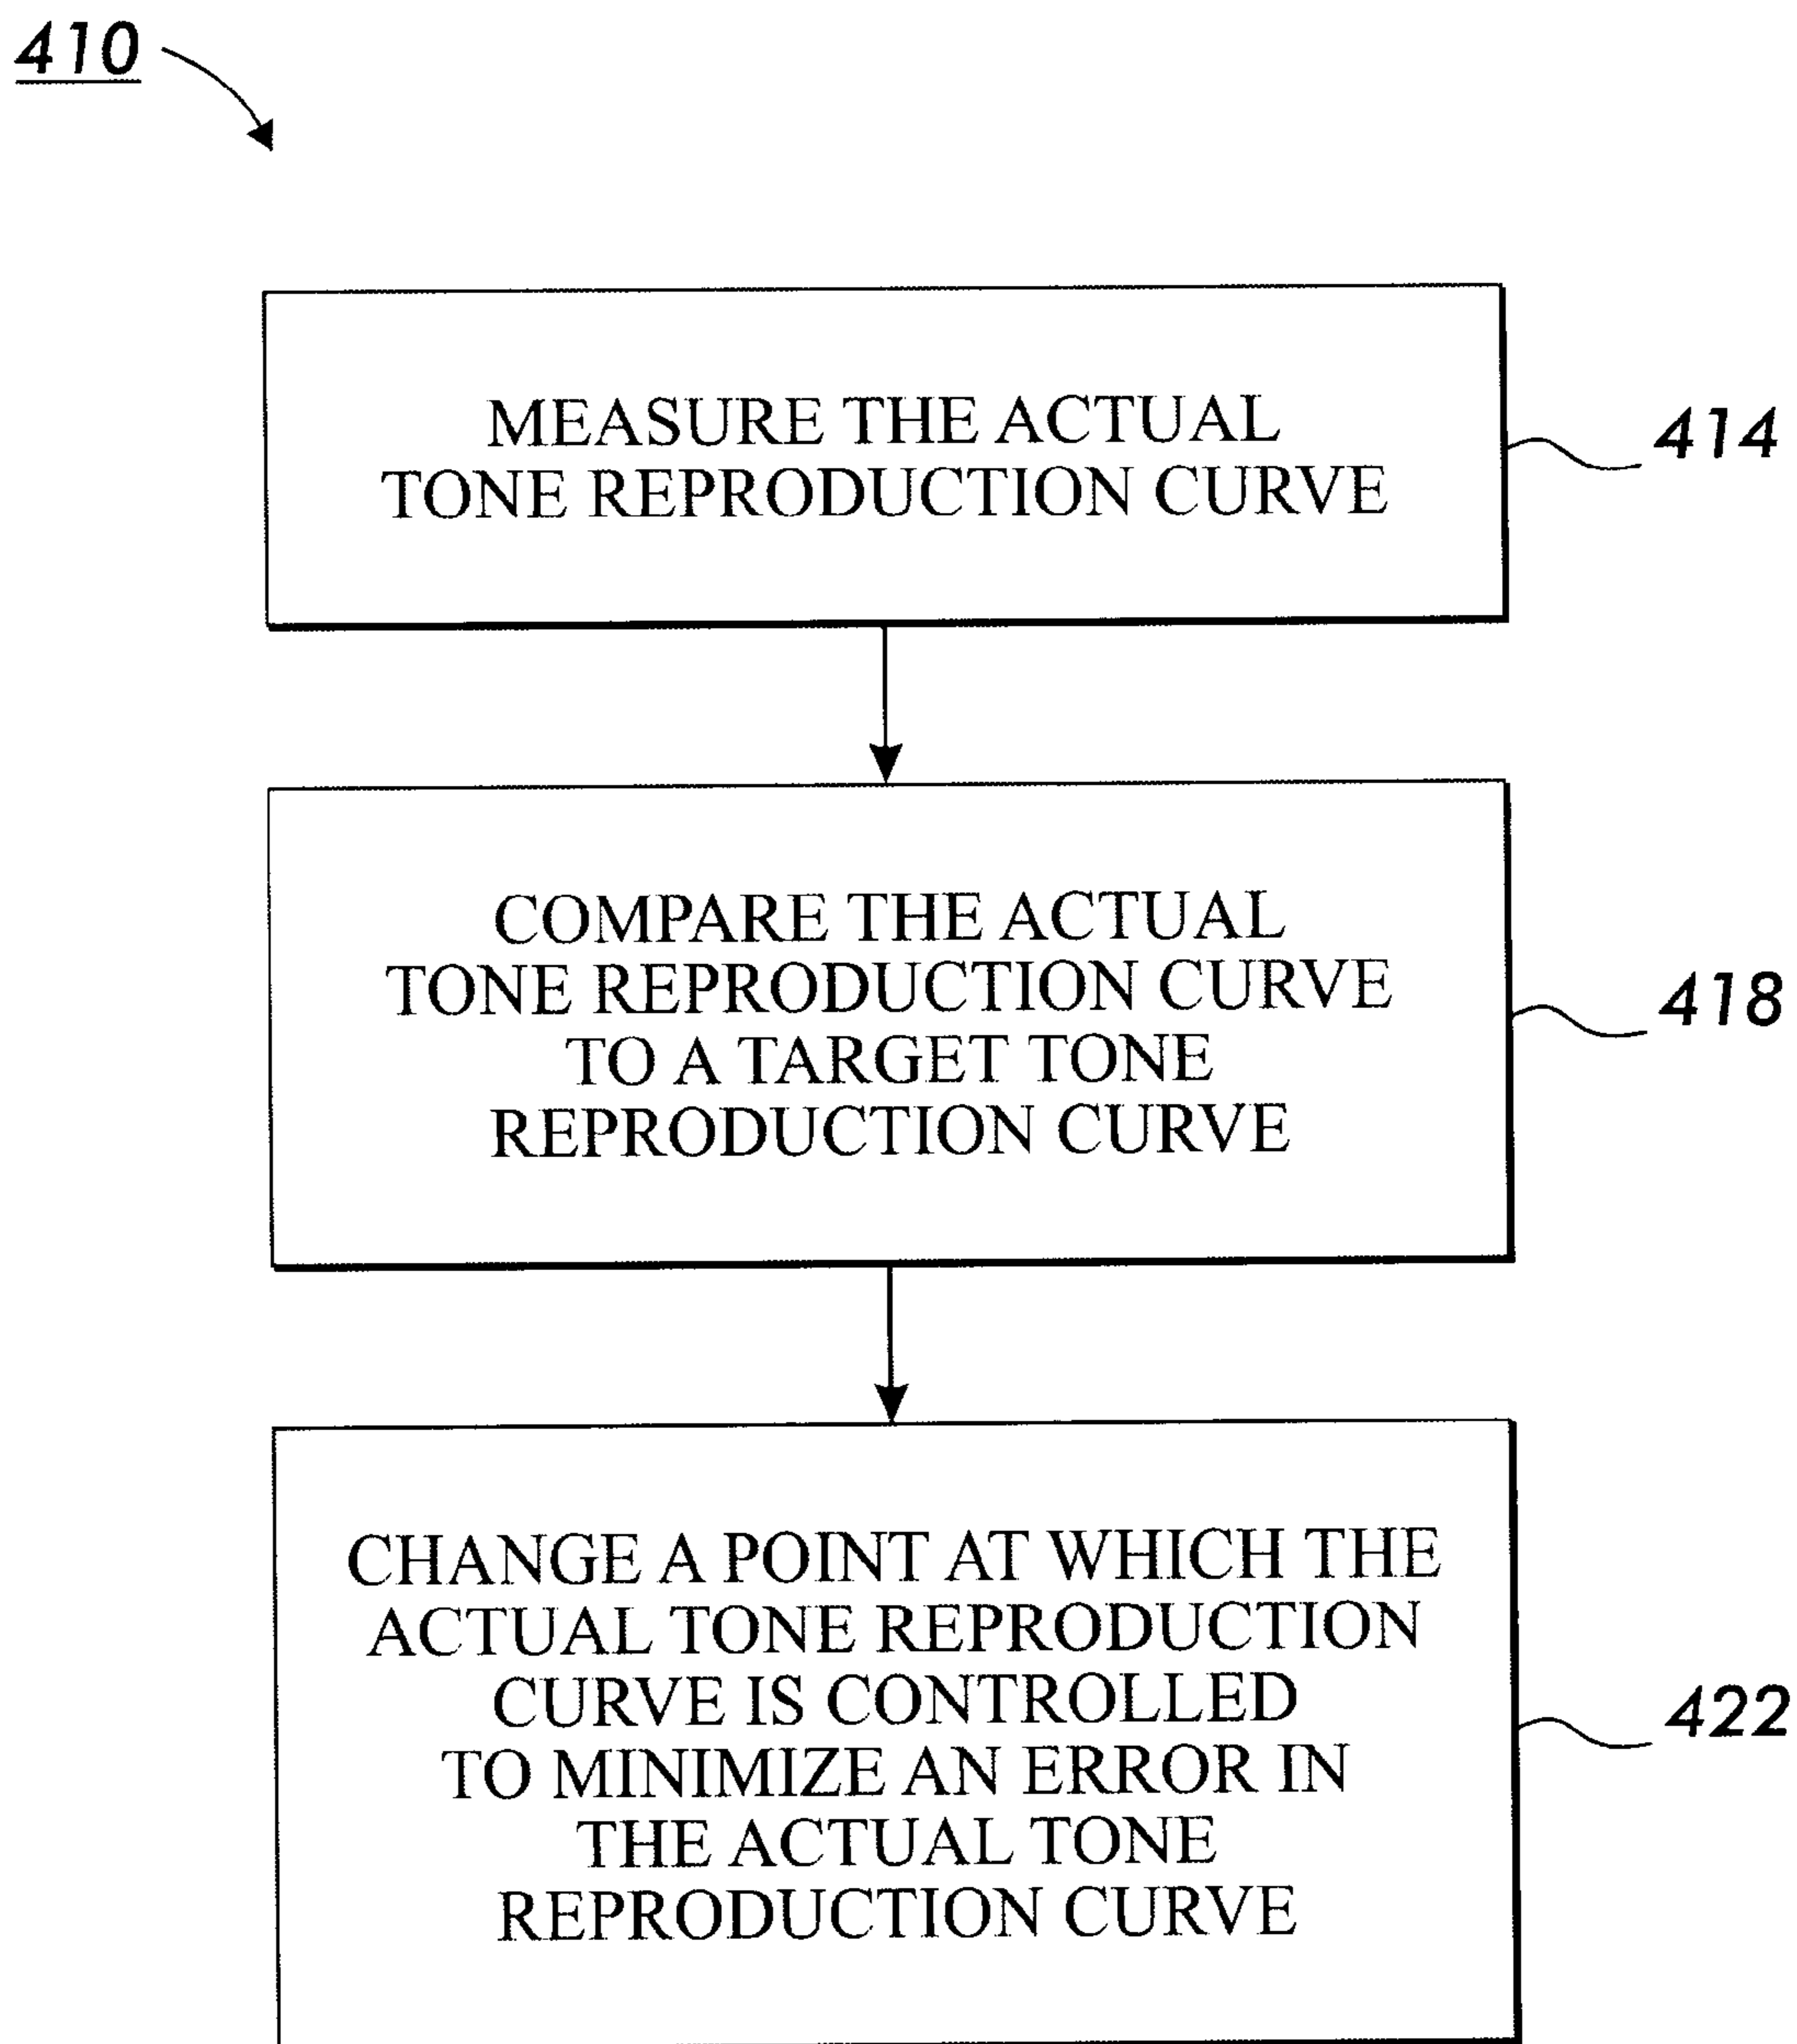 410
MEASURE THE ACTUAL
TONE REPRODUCTION CURVE
414
COMPARE THE ACTUAL
TONE REPRODUCTION CURVE
TO A TARGET TONE
REPRODUCTION CURVE
418
CHANGE A POINT AT WHICH THE
ACTUAL TONE REPRODUCTION
CURVE IS CONTROLLED
TO MINIMIZE AN ERROR IN
THE ACTUAL TONE
REPRODUCTION CURVE
422